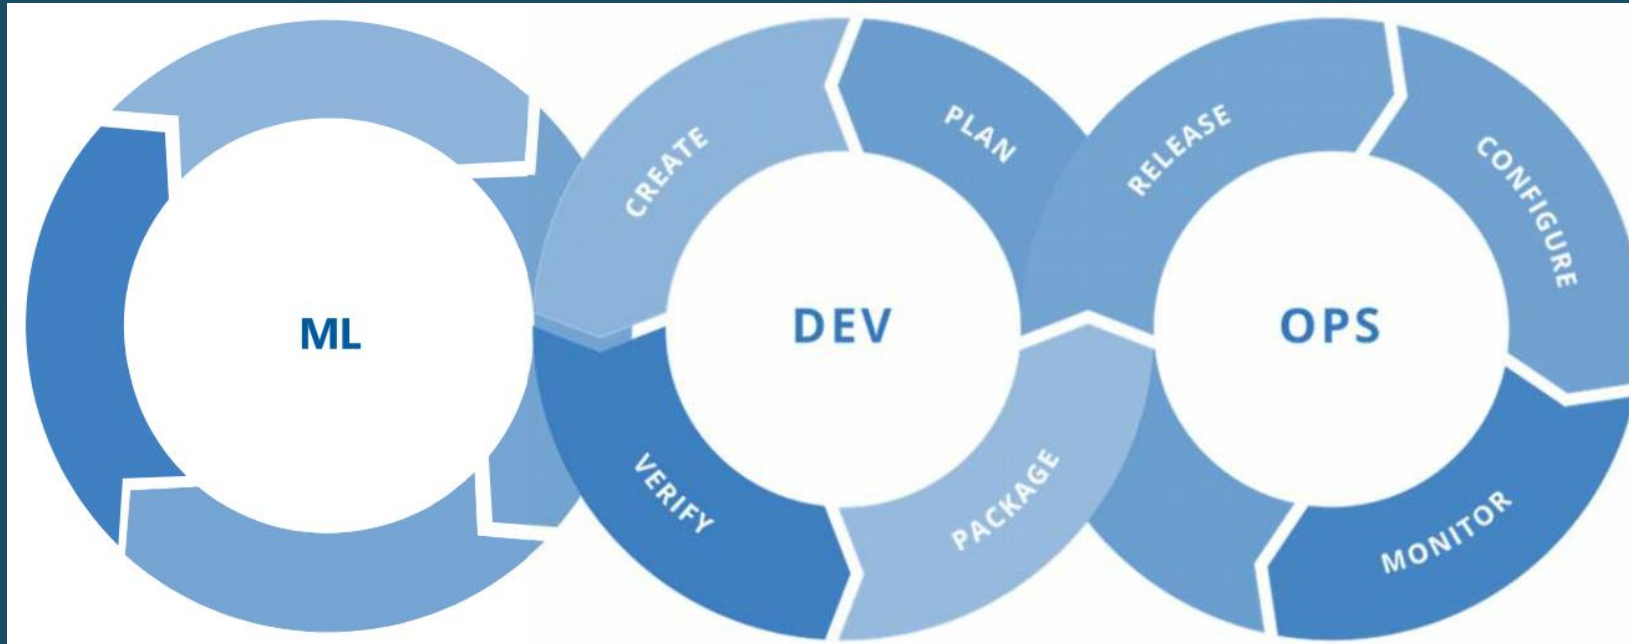 ML
CREATE
PLAN
DEV
VERIFY
PACKAGE
RELEASE
CONFIGURE
OPS
MONITOR